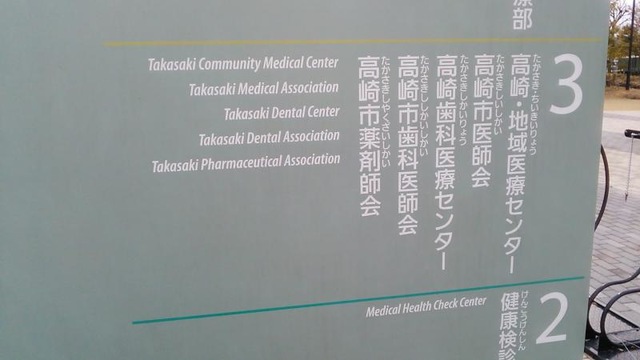 療部
3
たかさき・ちいきいりょう
高崎・地域医療センター
たかさきしいしかい
高崎市医師会
たかさきしかいりょう
高崎歯科医療センター
たかさきししかいしかい
高崎市歯科医師会
たかさきしやくざいしかい
高崎市薬剤師会
Takasaki Community Medical Center
Takasaki Medical Association
Takasaki Dental Center
Takasaki Dental Association
Takasaki Pharmaceutical Association
2
けんこうけんしん
健康検診
Medical Health Check Center